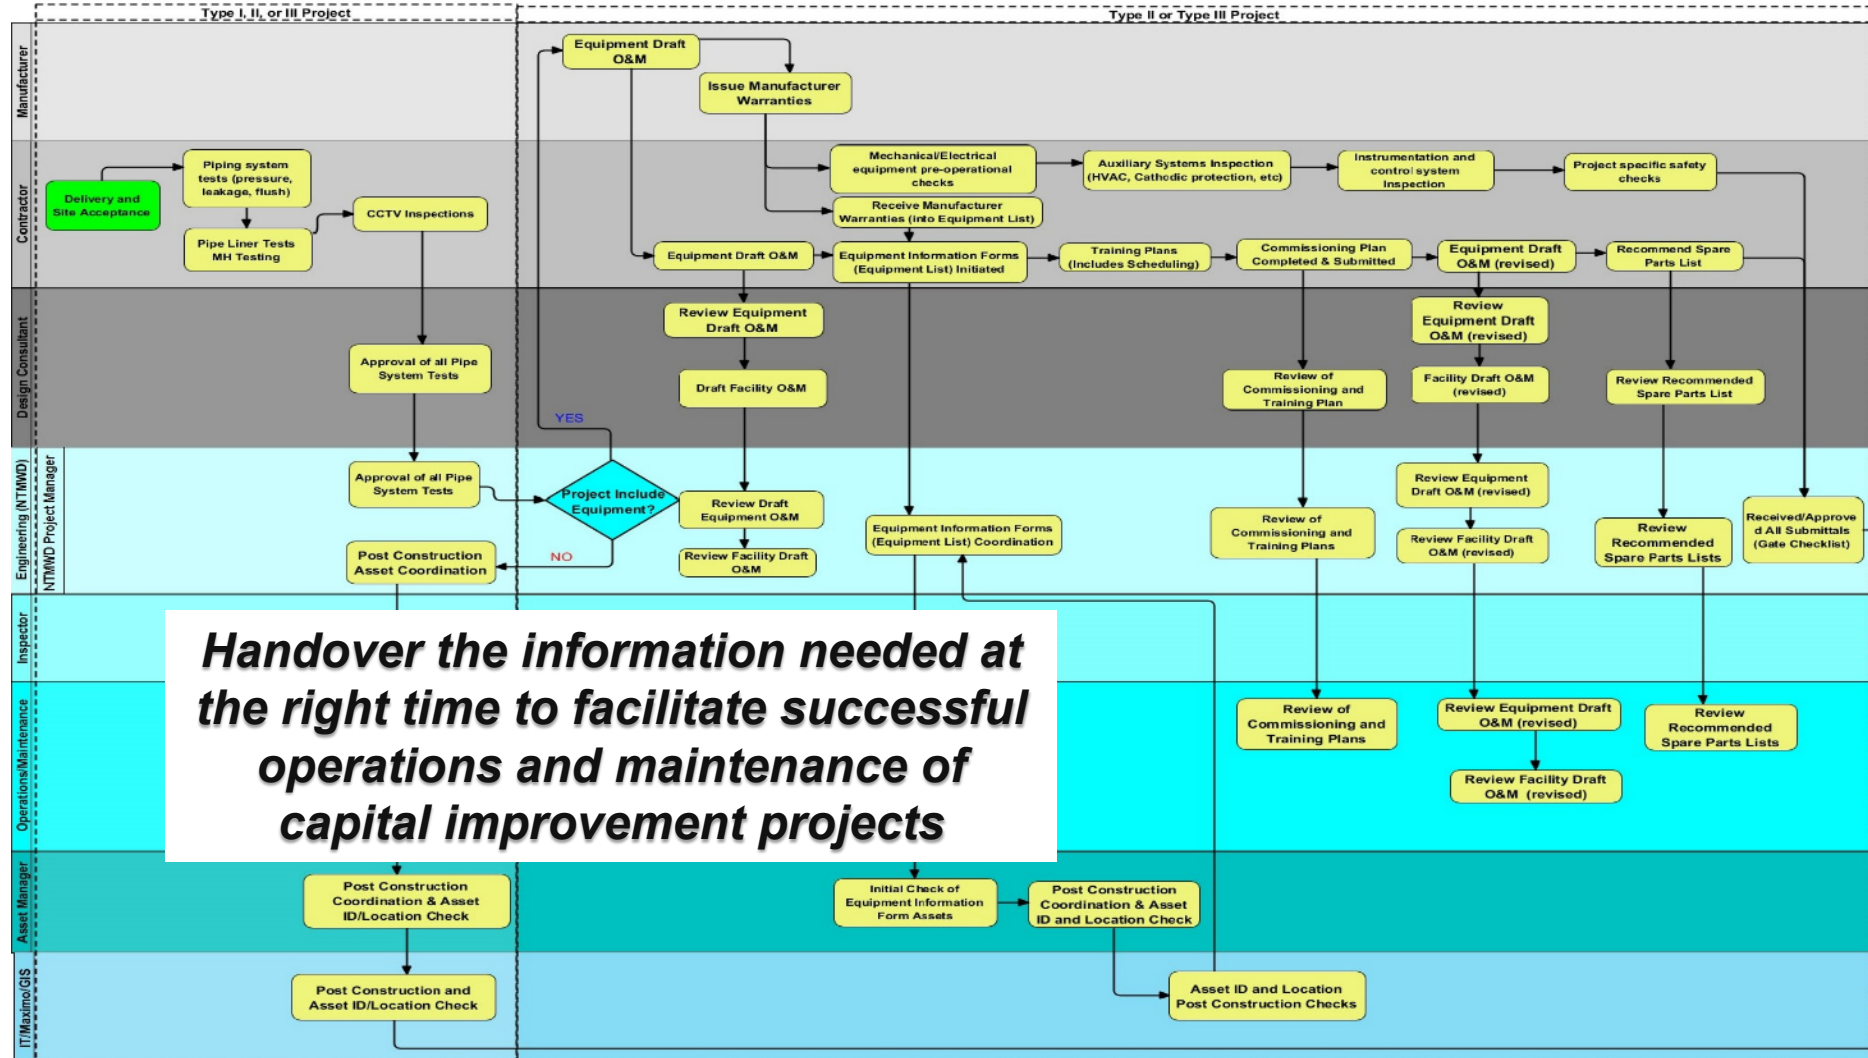 Type I, II, or III Project
Type II or Type III Project
Manufacturer
Equipment Draft
O&M
Issue Manufacturer
Warranties
Contractor
Delivery and
Site Acceptance
Piping system
tests (pressure,
leakage, flush)
Pipe Liner Tests
MH Testing
CCTV Inspections
Mechanical/Electrical
equipment pre-operational
checks
Auxiliary Systems Inspection
(HVAC, Cathodic protection, etc)
Instrumentation and
control system
Inspection
Project specific safety
checks
Receive Manufacturer
Warranties (into Equipment List)
Equipment Draft O&M
Equipment Information Forms
(Equipment List) Initiated
Training Plans
(Includes Scheduling)
Commissioning Plan
Completed & Submitted
Equipment Draft
O&M (revised)
Recommend Spare
Parts List
Design Consultant
Approval of all Pipe
System Tests
Review Equipment
Draft O&M
Draft Facility O&M
Review of
Commissioning and
Training Plan
Review
Equipment Draft
O&M (revised)
Facility Draft O&M
(revised)
Review Recommended
Spare Parts List
YES
Engineering (NTMWD)
NTMWD Project Manager
Approval of all Pipe
System Tests
Project Include
Equipment?
NO
Post Construction
Asset Coordination
Review Draft
Equipment O&M
Review Facility Draft
O&M
Equipment Information Forms
(Equipment List) Coordination
Review of
Commissioning and
Training Plans
Review Equipment
Draft O&M (revised)
Review Facility Draft
O&M (revised)
Review
Recommended
Spare Parts Lists
Received/Approve
d All Submittals
(Gate Checklist)
Inspector
Handover the information needed at
the right time to facilitate successful
operations and maintenance of
capital improvement projects
Operations/Maintenance
Review of
Commissioning and
Training Plans
Review Equipment Draft
O&M (revised)
Review Facility Draft
O&M (revised)
Review
Recommended
Spare Parts Lists
Asset Manager
Post Construction
Coordination & Asset
ID/Location Check
Initial Check of
Equipment Information
Form Assets
Post Construction
Coordination & Asset
ID and Location Check
IT/Maximo/GIS
Post Construction and
Asset ID/Location Check
Asset ID and Location
Post Construction Checks